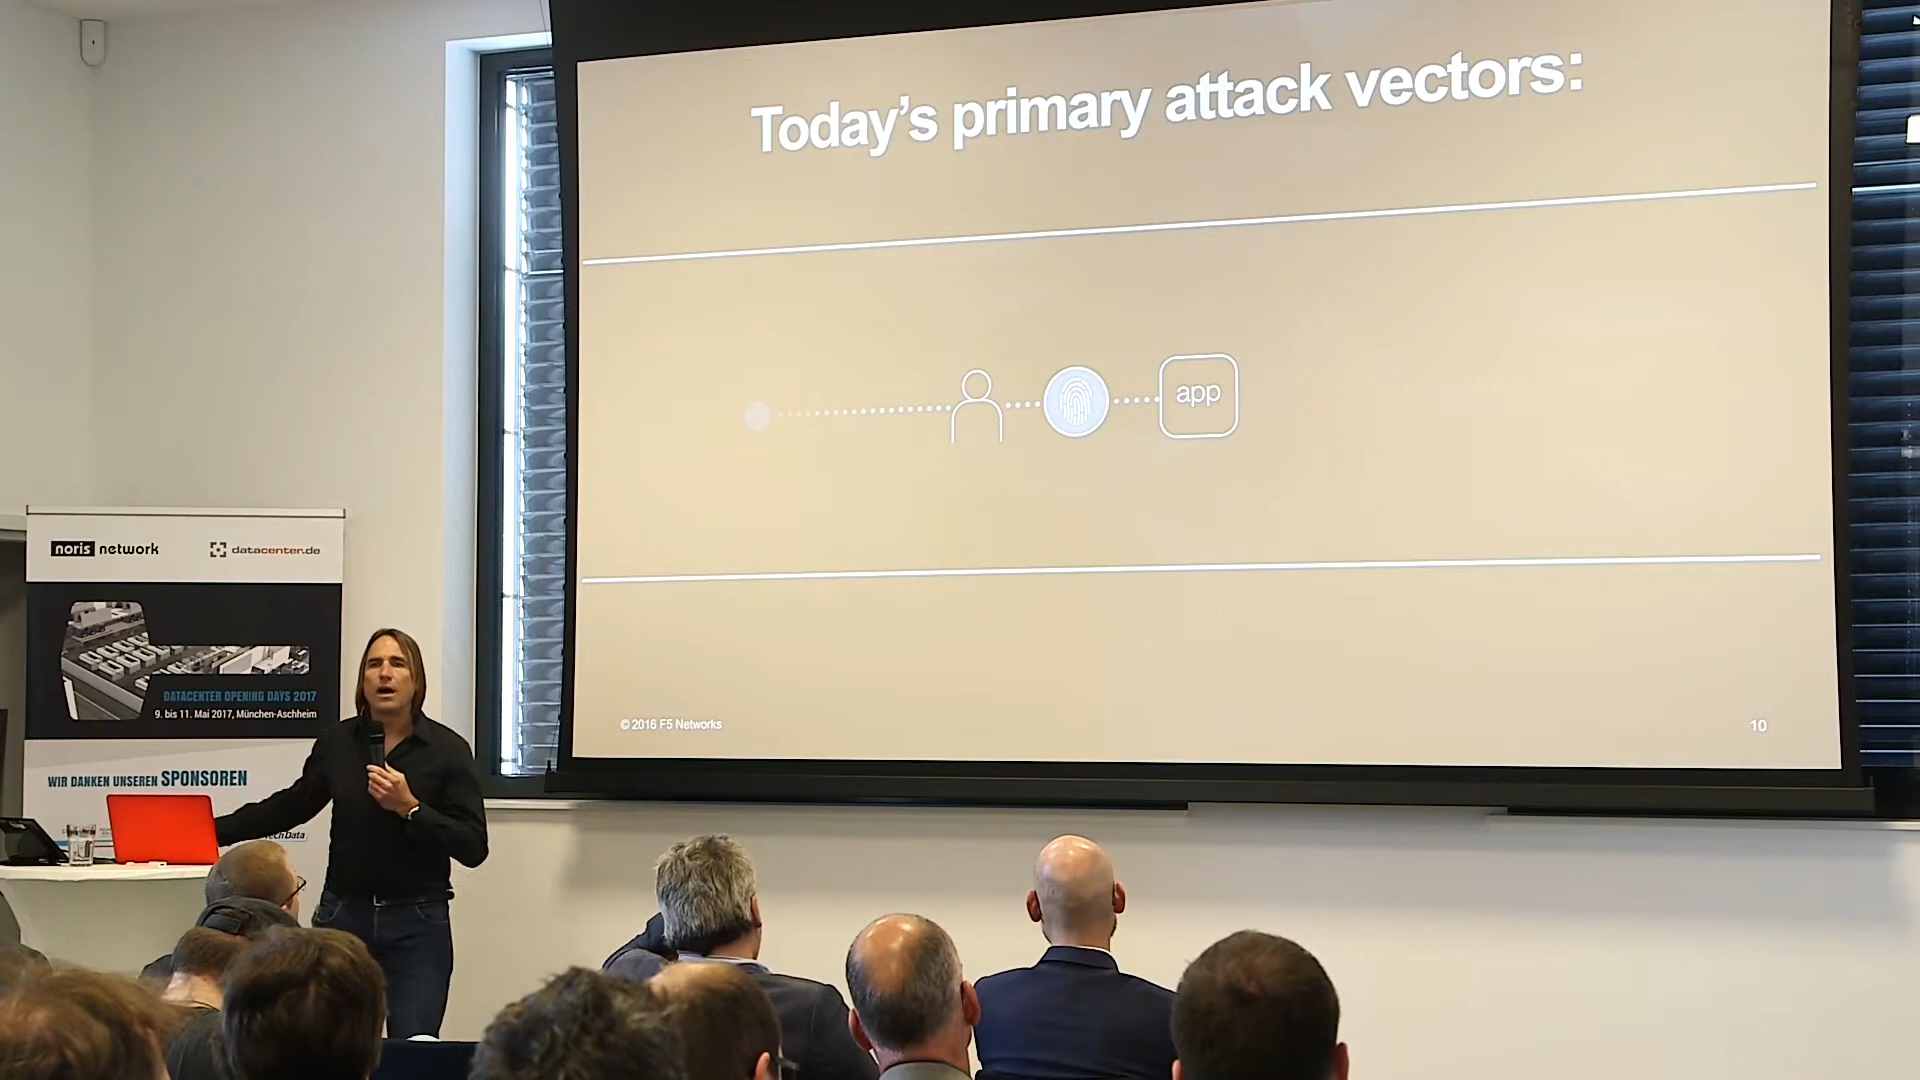 Today's primary attack vectors:
app
© 2016 F5 Networks
10
noris network
datacenter.de
DATACENTER OPENING DAYS 2017
9. bis 11. Mai 2017, München-Aschheim
WIR DANKEN UNSEREN SPONSOREN
TechData